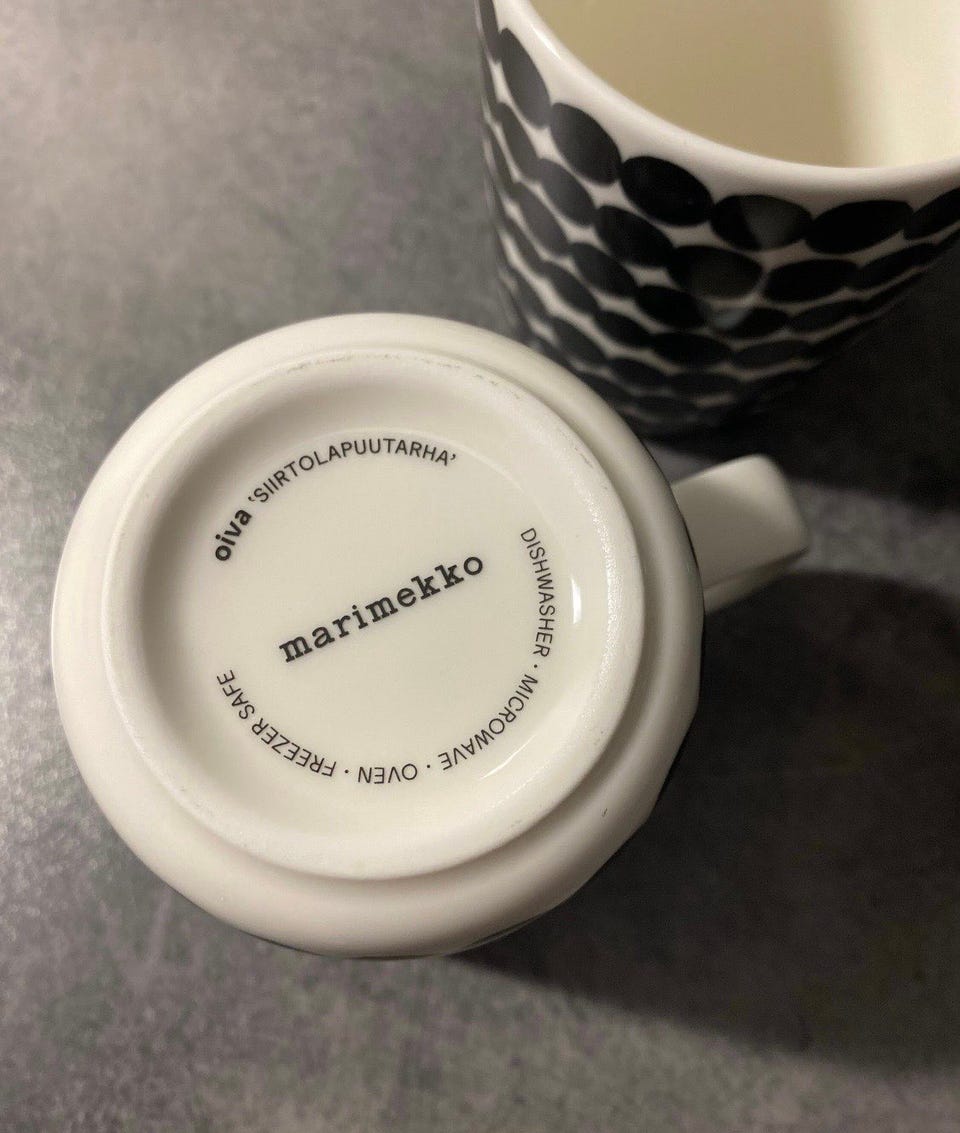 oiva ‘SIIRTOLAPUUTARHA’
marimekko
DISHWASHER · MICROWAVE · OVEN · FREEZER SAFE